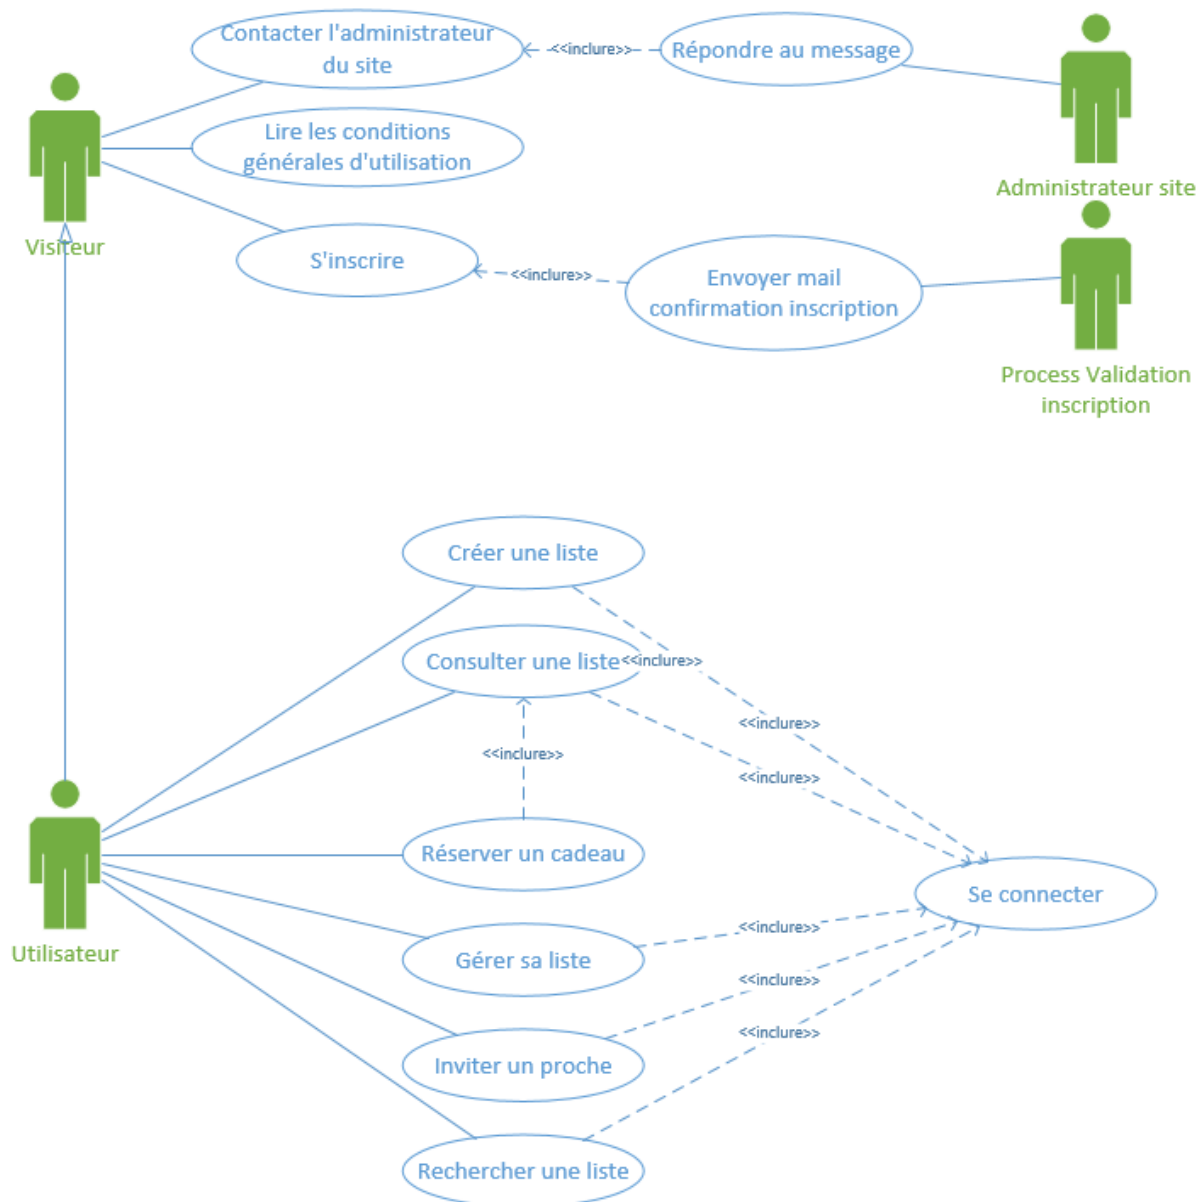 Contacter l'administrateur
du site
<<inclure>>
Répondre au message
Administrateur site
Lire les conditions
générales d'utilisation
Visiteur
S'inscrire
<<inclure>>
Envoyer mail
confirmation inscription
Process Validation
inscription
Créer une liste
Consulter une liste
<<inclure>>
<<inclure>>
<<inclure>>
<<inclure>>
Réserver un cadeau
Se connecter
Utilisateur
<<inclure>>
Gérer sa liste
<<inclure>>
<<inclure>>
Inviter un proche
Rechercher une liste